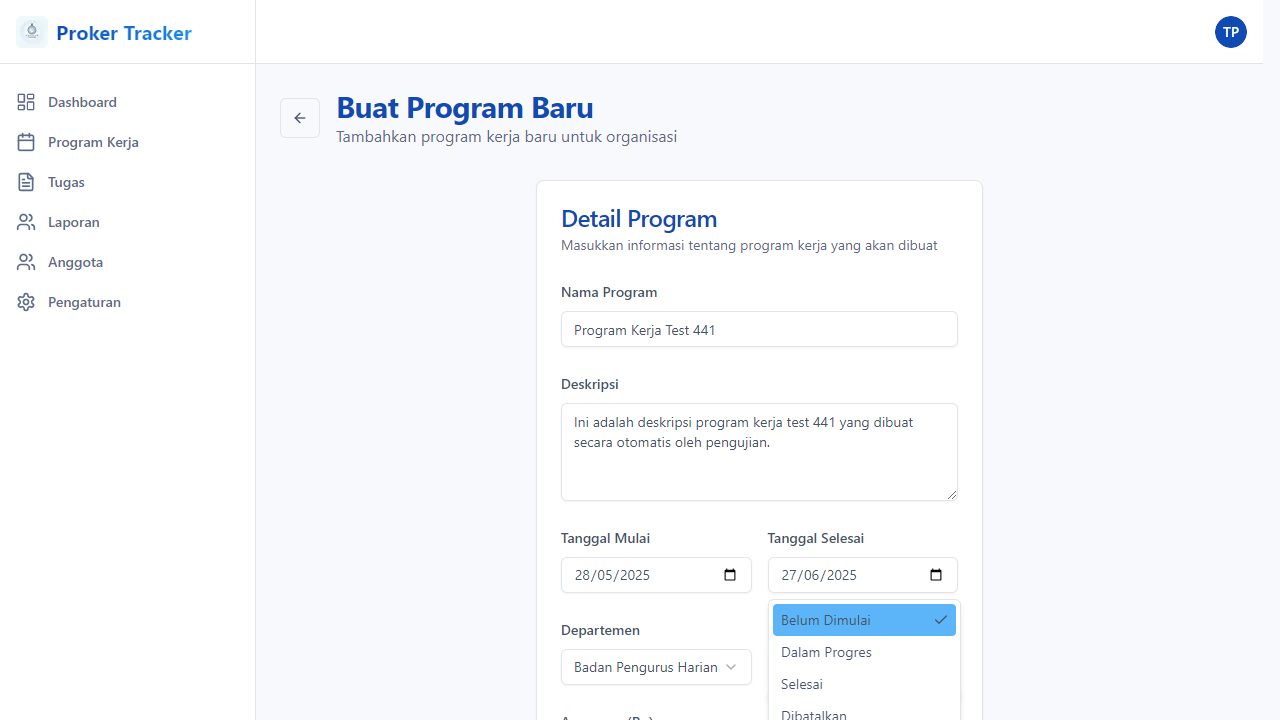 Proker Tracker
TP
Dashboard
Program Kerja
Tugas
Laporan
Anggota
Pengaturan
Buat Program Baru
Tambahkan program kerja baru untuk organisasi
Detail Program
Masukkan informasi tentang program kerja yang akan dibuat
Nama Program
Program Kerja Test 441
Deskripsi
Ini adalah deskripsi program kerja test 441 yang dibuat
secara otomatis oleh pengujian.
Tanggal Mulai
Tanggal Selesai
28/05/2025
27/06/2025
Departemen
Badan Pengurus Harian
Belum Dimulai
Dalam Progres
Selesai
Dibatalkan